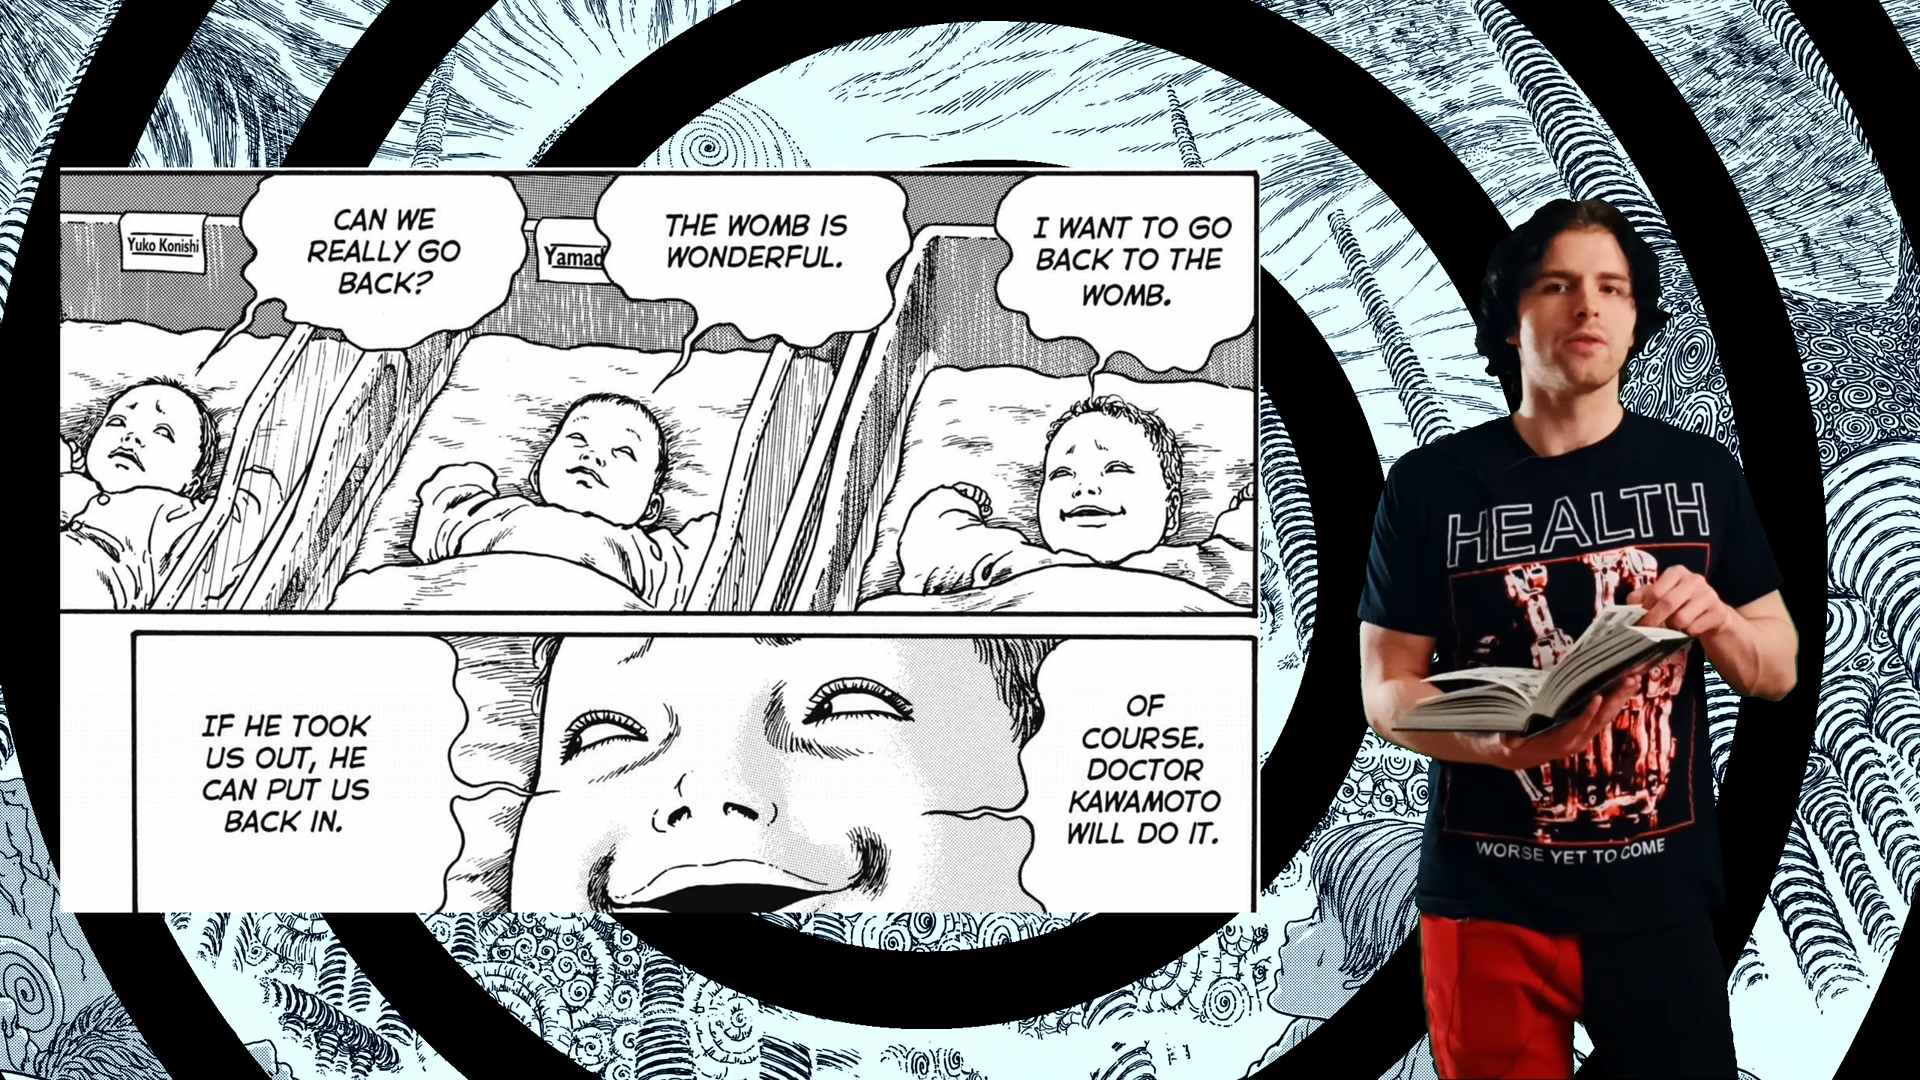 Yuko Konishi
CAN WE
REALLY GO
BACK?
Yamad
THE WOMB IS
WONDERFUL.
I WANT TO GO
BACK TO THE
WOMB.
IF HE TOOK
US OUT, HE
CAN PUT US
BACK IN.
OF
COURSE.
DOCTOR
KAWAMOTO
WILL DO IT.
HEALTH
WORSE YET TO COME